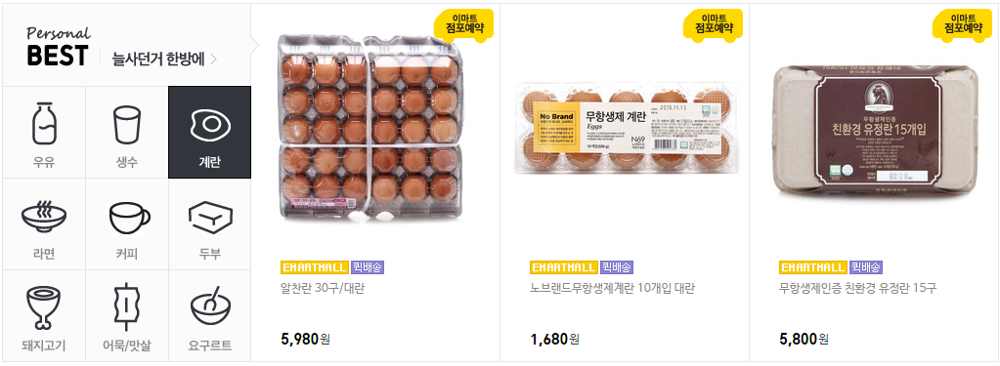 Personal
BEST
늘사던거 한방에
우유
생수
계란
라면
커피
두부
돼지고기
어묵/맛살
요구르트
이마트
점포예약
EMARTMALL 퀵배송
알찬란 30구/대란
5,980원
이마트
점포예약
2015.11.13
No Brand
무항생제 계란
Eggs
N69
EMARTMALL 퀵배송
노브랜드무항생제계란 10개입 대란
1,680원
이마트
점포예약
무항생제인증
친환경 유정란 15개입
EMARTMALL 퀵배송
무항생제인증 친환경 유정란 15구
5,800원